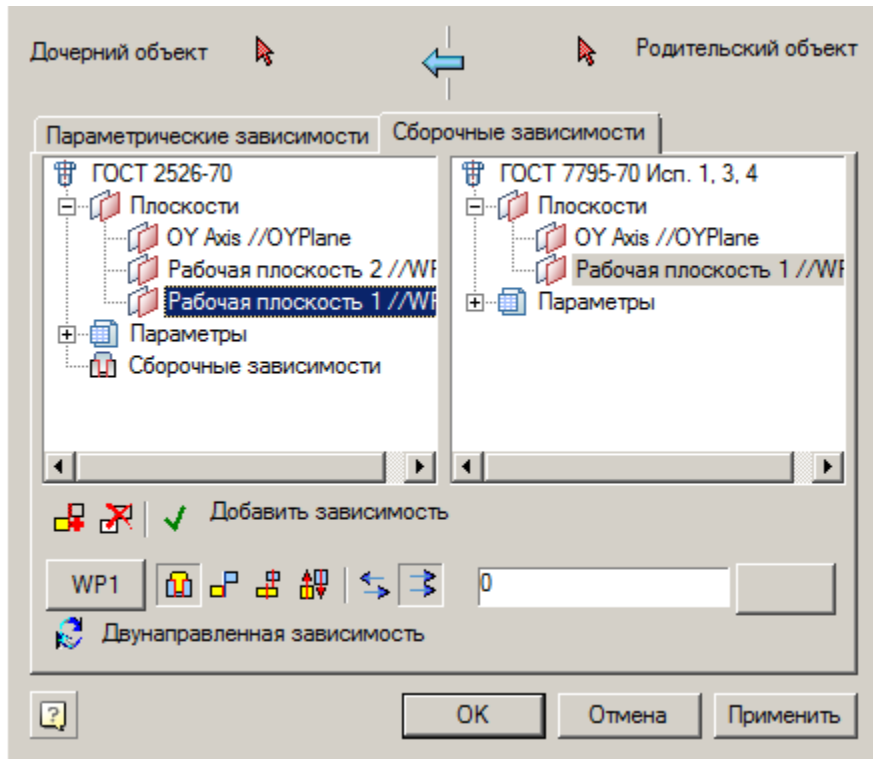 Дочерний объект
Родительский объект
Параметрические зависимости
Сборочные зависимости
ГОСТ 2526-70
Плоскости
OY Axis //OYPlane
Рабочая плоскость 2 //WF
Рабочая плоскость 1 //WF
Параметры
Сборочные зависимости
ГОСТ 7795-70 Исп. 1, 3, 4
Плоскости
OY Axis //OYPlane
Рабочая плоскость 1 //WF
Параметры
Добавить зависимость
WP1
0
Двунаправленная зависимость
?
OK
Отмена
Применить